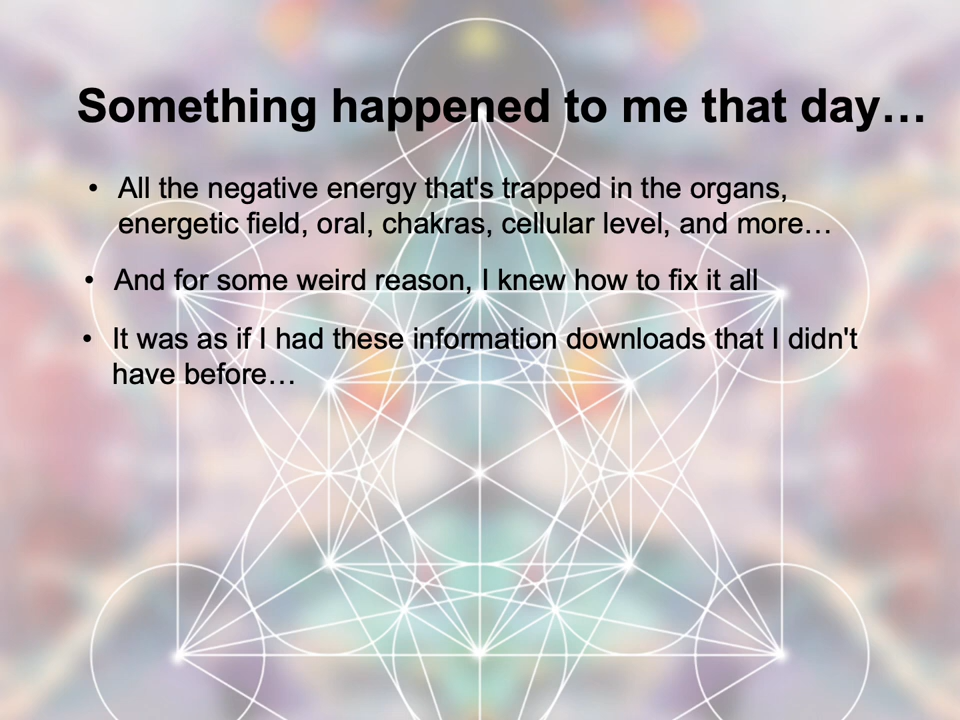 Something happened to me that day…
• All the negative energy that's trapped in the organs,
energetic field, oral, chakras, cellular level, and more…
• And for some weird reason, I knew how to fix it all
• It was as if I had these information downloads that I didn't
have before…